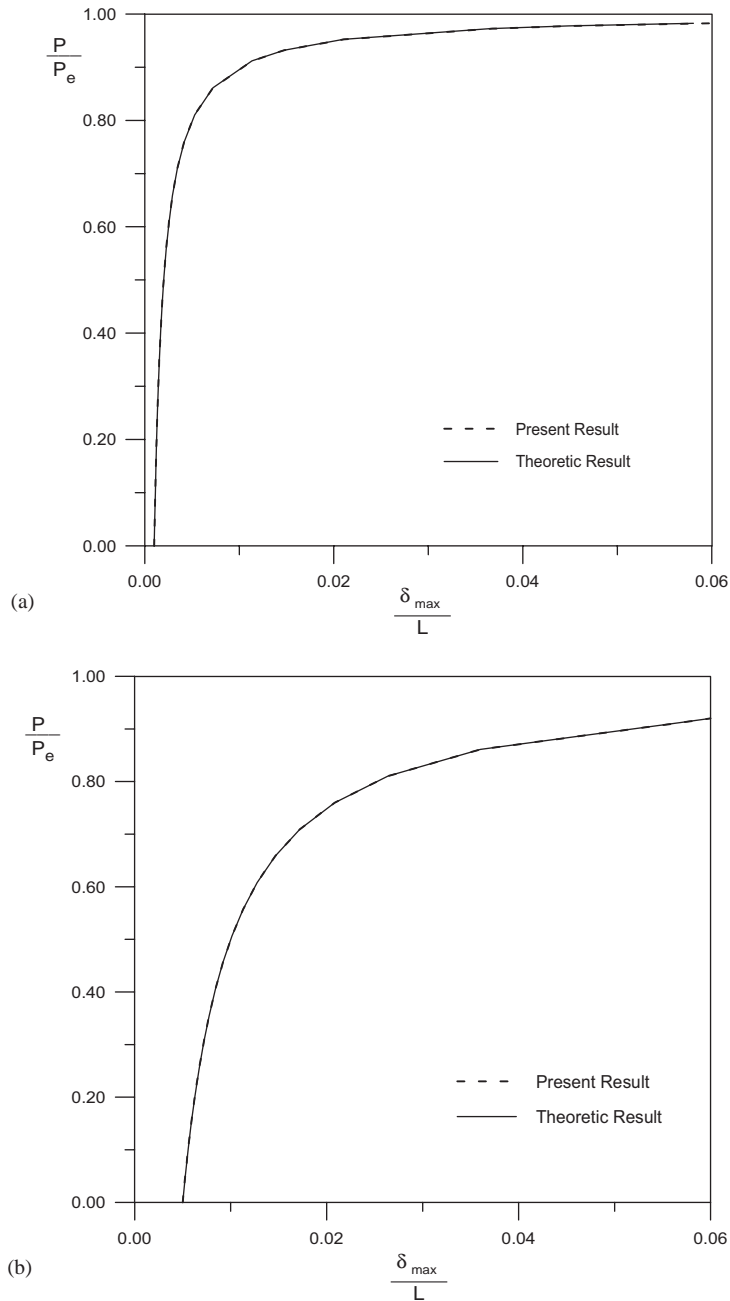 1.00
P
P_e
0.80
0.60
0.40
Present Result
0.20
Theoretic Result
0.00
0.00 0.02 0.04 0.06
(a)
δ_max
L
1.00
P
P_e
0.80
0.60
0.40
Present Result
0.20
Theoretic Result
0.00
0.00 0.02 0.04 0.06
(b)
δ_max
L